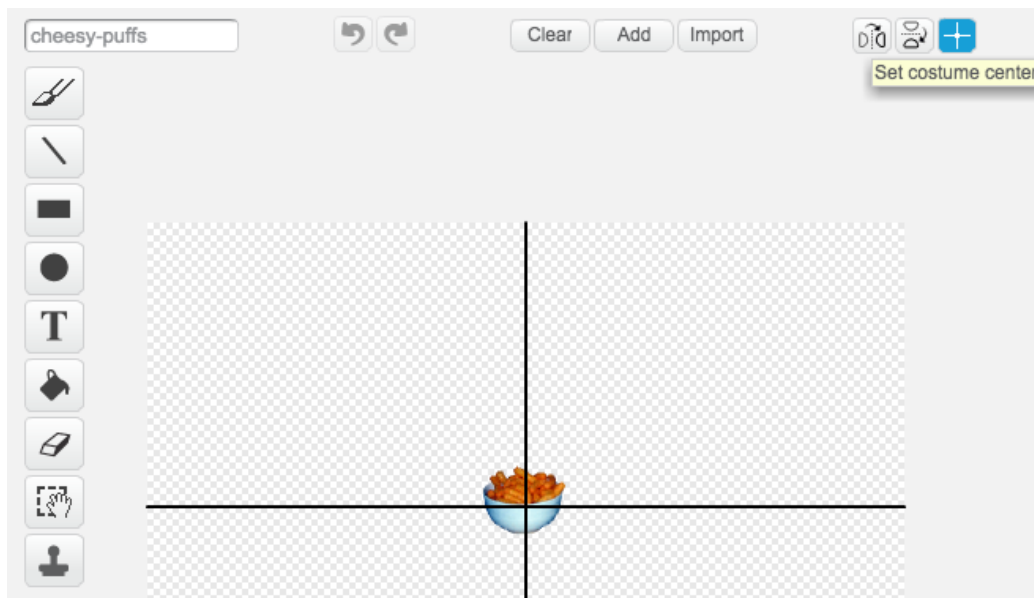 cheesy-puffs
Clear
Add
Import
Set costume center
T